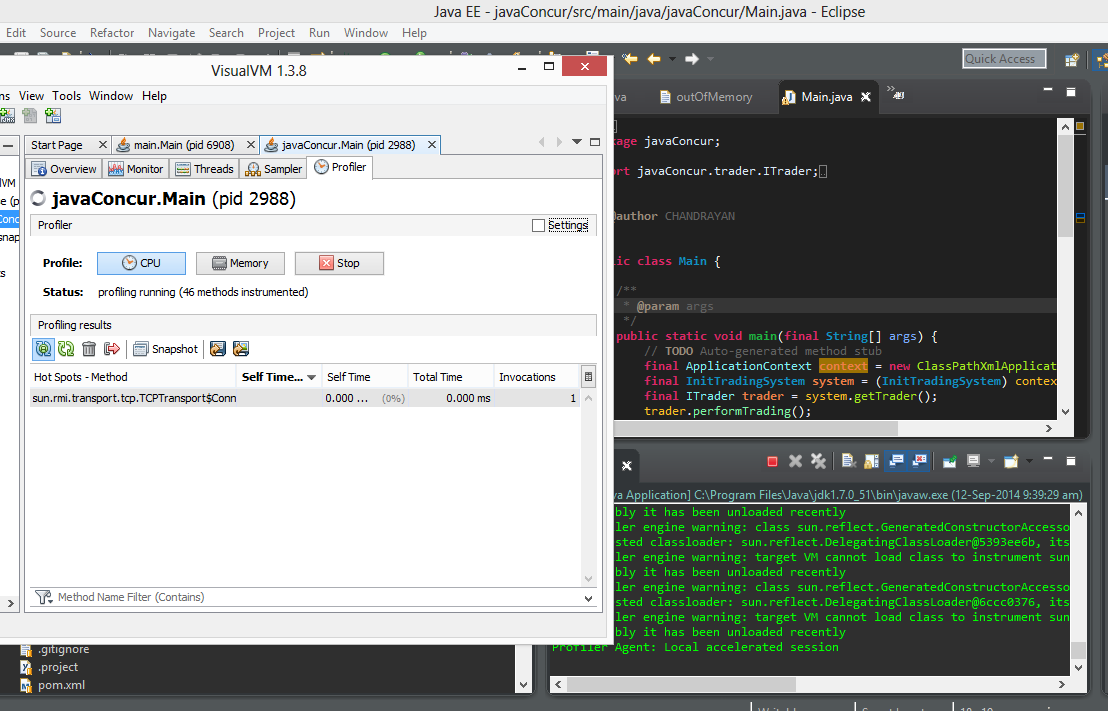 Java EE - javaConcur/src/main/java/javaConcur/Main.java - Eclipse
Edit Source Refactor Navigate Search Project Run Window Help
Quick Access
VisualVM 1.3.8
ns View Tools Window Help
Start Page main.Main (pid 6908) javaConcur.Main (pid 2988)
Overview Monitor Threads Sampler Profiler
javaConcur.Main (pid 2988)
Profiler Settings
Profile: CPU Memory Stop
Status: profiling running (46 methods instrumented)
Profiling results
Snapshot
Hot Spots - Method Self Time... Self Time Total Time Invocations
sun.rmi.transport.tcp.TCPTransport$Conn 0.000 ... (0%) 0.000 ms 1
Method Name Filter (Contains)
lVM
e (p
Conc
snap
ts
.gitignore
.project
pom.xml
va outOfMemory Main.java
age javaConcur;
rt javaConcur.trader.ITrader;
author CHANDRAYAN
ic class Main {
/**
* @param args
*/
public static void main(final String[] args) {
// TODO Auto-generated method stub
final ApplicationContext context = new ClassPathXmlApplicat
final InitTradingSystem system = (InitTradingSystem) contex
final ITrader trader = system.getTrader();
trader.performTrading();
va Application] C:\Program Files\Java\jdk1.7.0_51\bin\javaw.exe (12-Sep-2014 9:39:29 am)
bly it has been unloaded recently
ler engine warning: class sun.reflect.GeneratedConstructorAccesso
sted classloader: sun.reflect.DelegatingClassLoader@5393ee6b, its
ler engine warning: target VM cannot load class to instrument sun
bly it has been unloaded recently
ler engine warning: class sun.reflect.GeneratedConstructorAccesso
sted classloader: sun.reflect.DelegatingClassLoader@6ccc0376, its
ler engine warning: target VM cannot load class to instrument sun
bly it has been unloaded recently
Profiler Agent: Local accelerated session